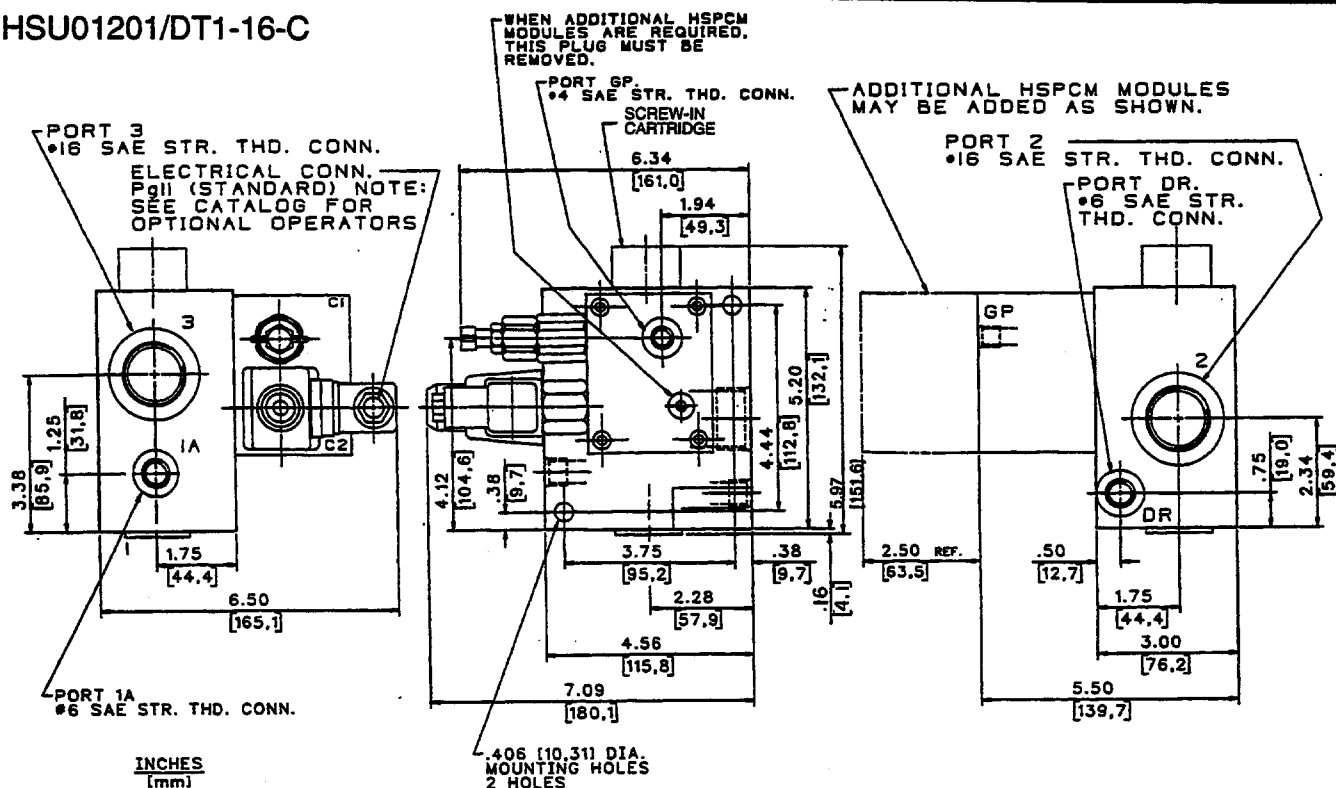 HSU01201/DT1-16-C
WHEN ADDITIONAL HSPCM
MODULES ARE REQUIRED.
THIS PLUG MUST BE
REMOVED.
PORT GP.
#4 SAE STR. THD. CONN.
SCREW-IN
CARTRIDGE
ADDITIONAL HSPCM MODULES
MAY BE ADDED AS SHOWN.
PORT 3
#16 SAE STR. THD. CONN.
ELECTRICAL CONN.
Pg11 (STANDARD) NOTE:
SEE CATALOG FOR
OPTIONAL OPERATORS
PORT 2
#16 SAE STR. THD. CONN.
PORT DR.
#6 SAE STR.
THD. CONN.
6.34
[161,0]
1.94
[49,3]
3
C1
1A
C2
1
3.38
[85,9]
1.25
[31,8]
1.75
[44,4]
6.50
[165,1]
PORT 1A
#6 SAE STR. THD. CONN.
4.12
[104,6]
.38
[9,7]
4.44
[112,8]
5.20
[132,1]
5.97
[151,6]
3.75
[95,2]
.38
[9,7]
.16
[4,1]
2.28
[57,9]
4.56
[115,8]
7.09
[180,1]
.406 [10,31] DIA.
MOUNTING HOLES
2 HOLES
GP
2
DR
.75
[19,0]
2.34
[59,4]
2.50 REF.
[63,5]
.50
[12,7]
1.75
[44,4]
3.00
[76,2]
5.50
[139,7]
INCHES
[mm]